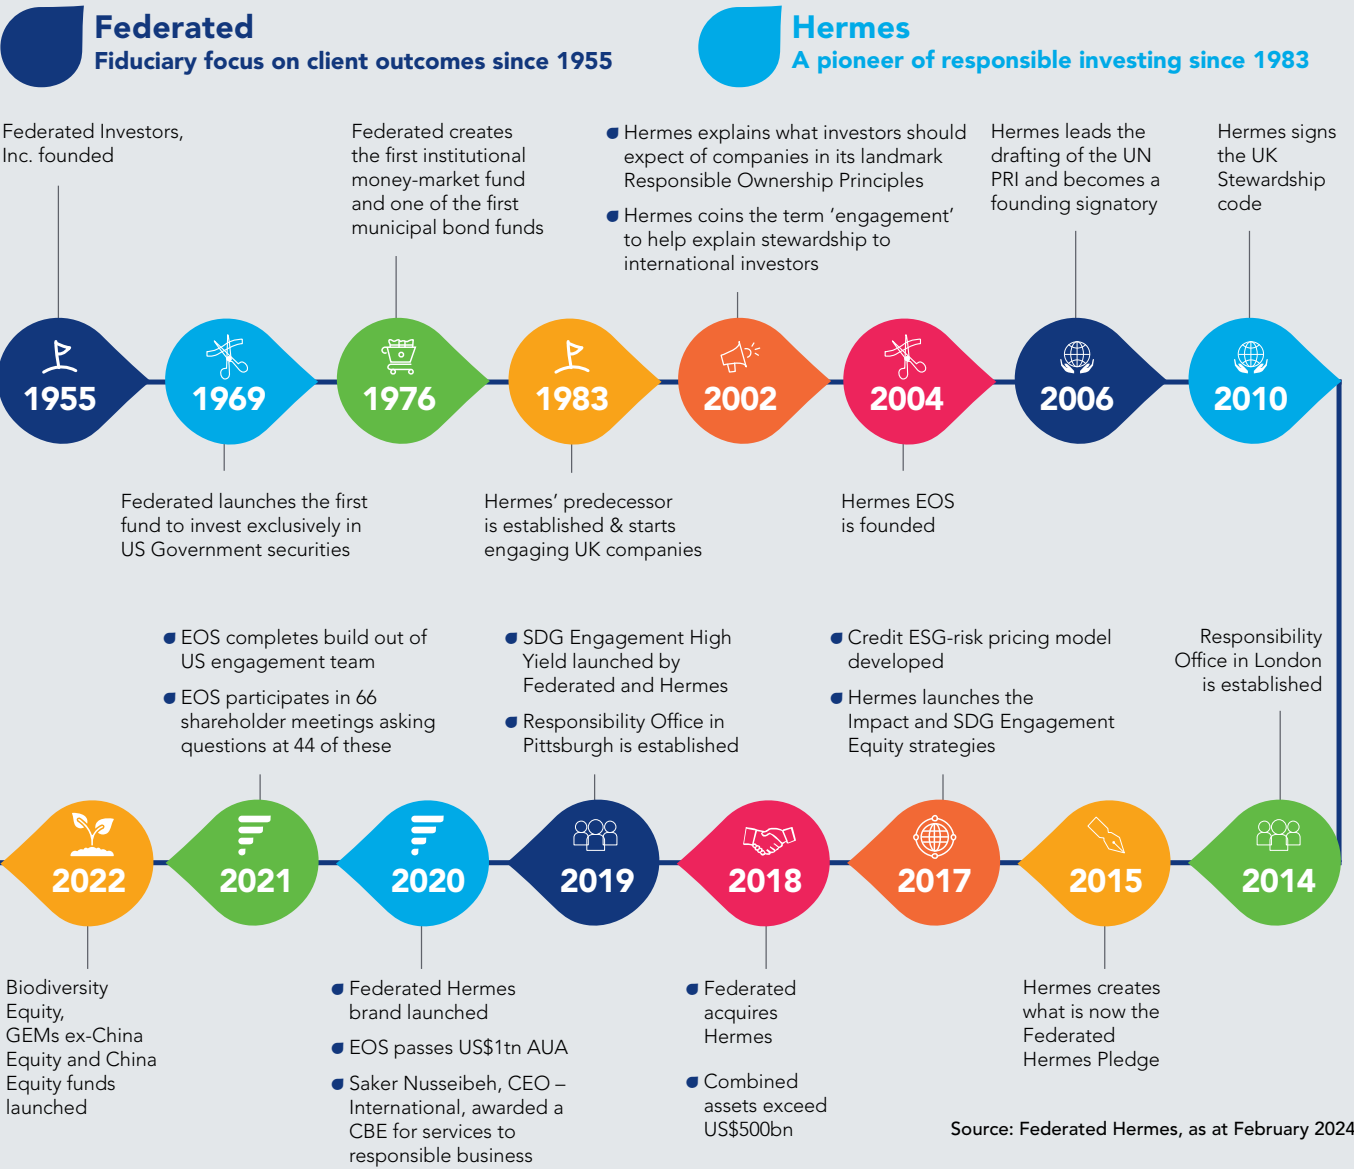 Federated
Fiduciary focus on client outcomes since 1955
Hermes
A pioneer of responsible investing since 1983
Federated Investors,
Inc. founded
Federated creates
the first institutional
money-market fund
and one of the first
municipal bond funds
Hermes explains what investors should
expect of companies in its landmark
Responsible Ownership Principles
Hermes coins the term ‘engagement’
to help explain stewardship to
international investors
Hermes leads the
drafting of the UN
PRI and becomes a
founding signatory
Hermes signs
the UK
Stewardship
code
1955
1969
1976
1983
2002
2004
2006
2010
Federated launches the first
fund to invest exclusively in
US Government securities
Hermes’ predecessor
is established & starts
engaging UK companies
Hermes EOS
is founded
EOS completes build out of
US engagement team
EOS participates in 66
shareholder meetings asking
questions at 44 of these
SDG Engagement High
Yield launched by
Federated and Hermes
Responsibility Office in
Pittsburgh is established
Credit ESG-risk pricing model
developed
Hermes launches the
Impact and SDG Engagement
Equity strategies
Responsibility
Office in London
is established
2022
2021
2020
2019
2018
2017
2015
2014
Biodiversity
Equity,
GEMs ex-China
Equity and China
Equity funds
launched
Federated Hermes
brand launched
EOS passes US$1tn AUA
Saker Nusseibeh, CEO –
International, awarded a
CBE for services to
responsible business
Federated
acquires
Hermes
Combined
assets exceed
US$500bn
Hermes creates
what is now the
Federated
Hermes Pledge
Source: Federated Hermes, as at February 2024